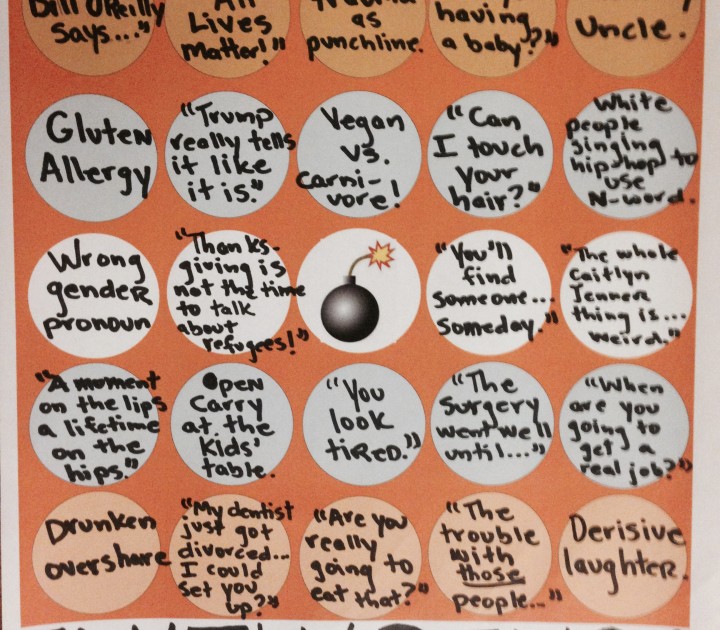 Bill O'Reilly
says..."
All
Lives
Matter!"
as
punchline.
having
a baby?"
Uncle.
Gluten
Allergy
"Trump
really tells
it like
it is."
Vegan
vs.
Carni-
vore!
"Can
I touch
your
hair?"
White
people
singing
hip hop to
use
N-word.
Wrong
gender
pronoun
"Thanks-
giving is
not the time
to talk
about
refugees!"
"You'll
find
someone...
Someday."
"The whole
Caitlyn
Jenner
thing is...
weird."
"A moment
on the lips
a lifetime
on the
hips."
Open
Carry
at the
kids'
table.
"You
look
tired."
"The
surgery
went well
until...."
"When
are you
going to
get a
real job?"
Drunken
overshare
"My dentist
just got
divorced...
I could
set you
up?"
"Are you
really
going to
eat that?"
"The
trouble
with
those
people..."
Derisive
laughter.